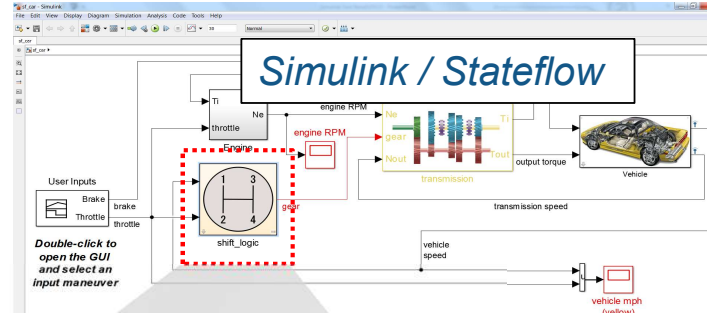 sf_car - Simulink
File Edit View Display Diagram Simulation Analysis Code Tools Help
30
Normal
sf_car
sf_car
Simulink / Stateflow
Ti
Ne
throttle
Engine
engine RPM
engine RPM
Ne
gear
Nout
Ti
Tout
transmission
output torque
Vehicle
transmission speed
User Inputs
Brake
Throttle
brake
throttle
1 3
2 4
shift_logic
gear
Double-click to
open the GUI
and select an
input maneuver
vehicle
speed
vehicle mph
(yellow)